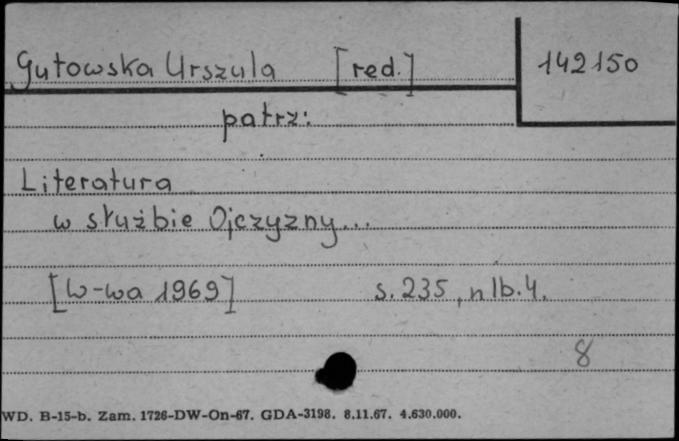 Gutowska Urszula [red.] 142150
patrz:
Literatura
w służbie Ojczyzny...
[W-wa 1969] s. 235, nlb. 4.
8
WD. B-15-b. Zam. 1726-DW-On-67. GDA-3198. 8.11.67. 4.630.000.